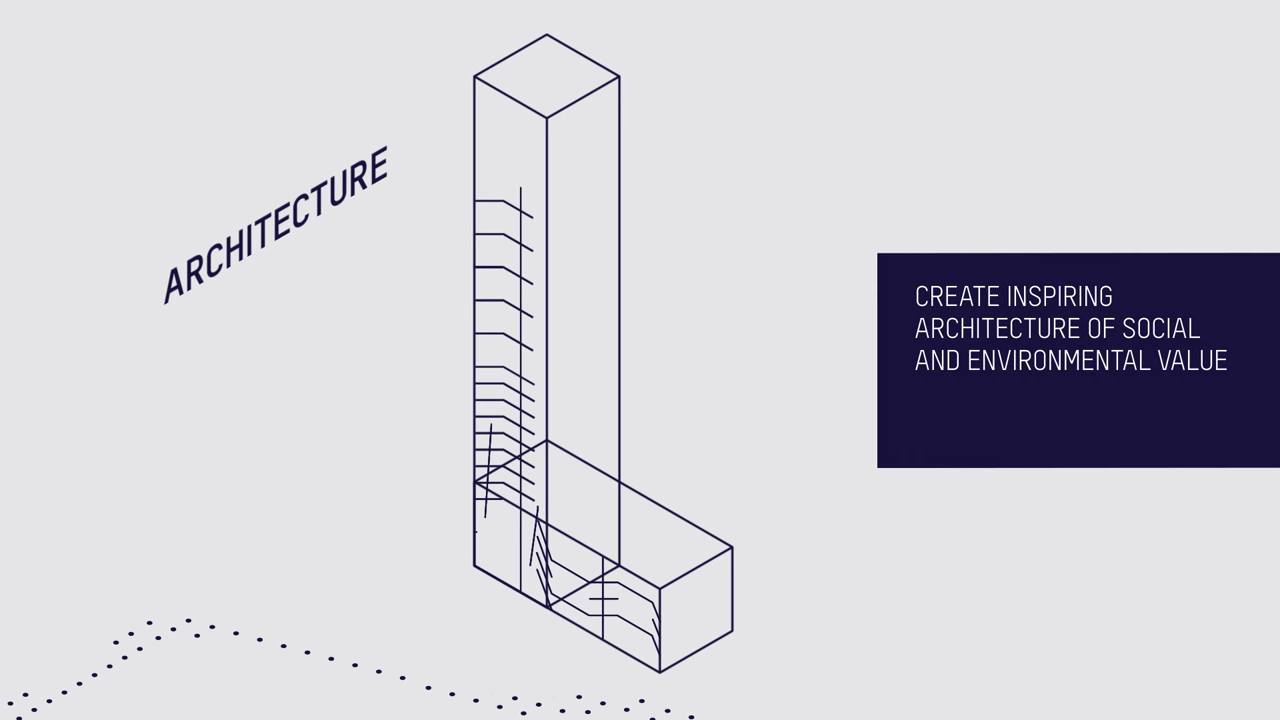 ARCHITECTURE
CREATE INSPIRING
ARCHITECTURE OF SOCIAL
AND ENVIRONMENTAL VALUE